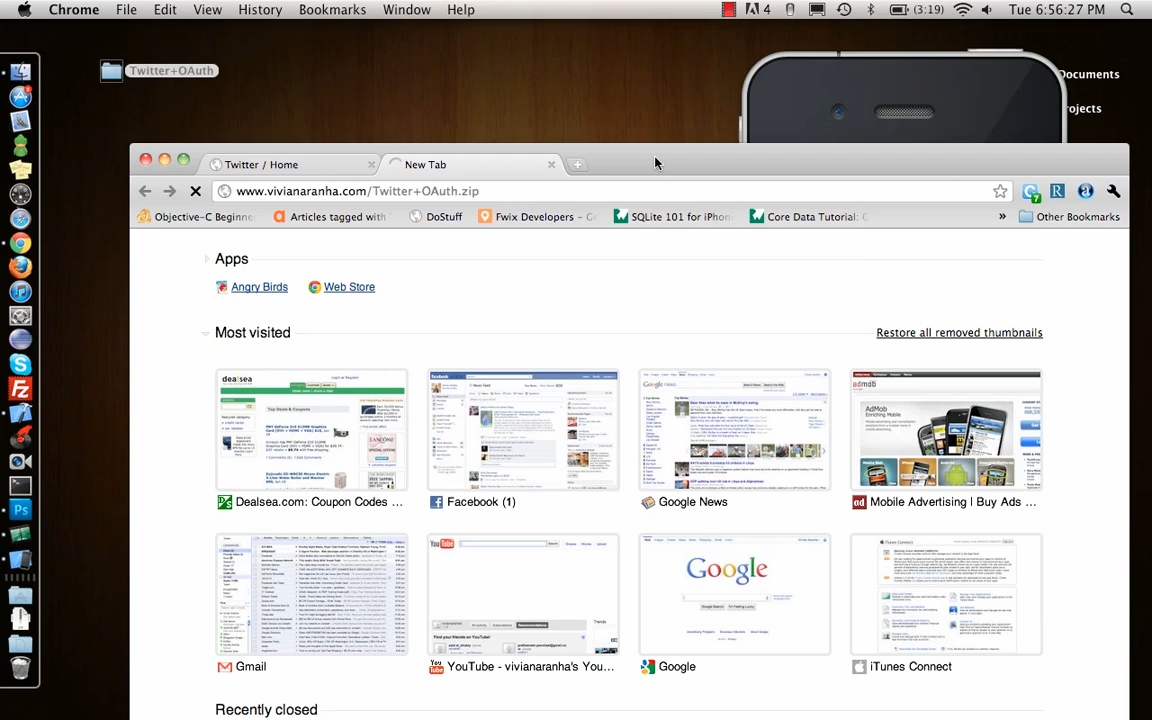 Chrome File Edit View History Bookmarks Window Help 4 (3:19) Tue 6:56:27 PM
Twitter+OAuth
Documents
rojects
Twitter / Home New Tab
www.vivianaranha.com/Twitter+OAuth.zip
Objective-C Beginne Articles tagged with DoStuff Fwix Developers – G SQLite 101 for iPhon Core Data Tutorial: » Other Bookmarks
Apps
Angry Birds Web Store
Most visited Restore all removed thumbnails
Dealsea.com: Coupon Codes ... Facebook (1) Google News Mobile Advertising | Buy Ads ...
Gmail YouTube - vivianaranha's You... Google iTunes Connect
Recently closed